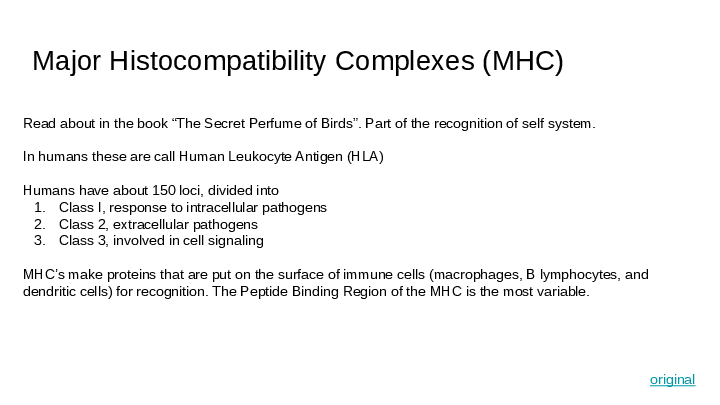 Major Histocompatibility Complexes (MHC)
Read about in the book “The Secret Perfume of Birds”. Part of the recognition of self system.
In humans these are call Human Leukocyte Antigen (HLA)
Humans have about 150 loci, divided into
1. Class I, response to intracellular pathogens
2. Class 2, extracellular pathogens
3. Class 3, involved in cell signaling
MHC’s make proteins that are put on the surface of immune cells (macrophages, B lymphocytes, and
dendritic cells) for recognition. The Peptide Binding Region of the MHC is the most variable.
original